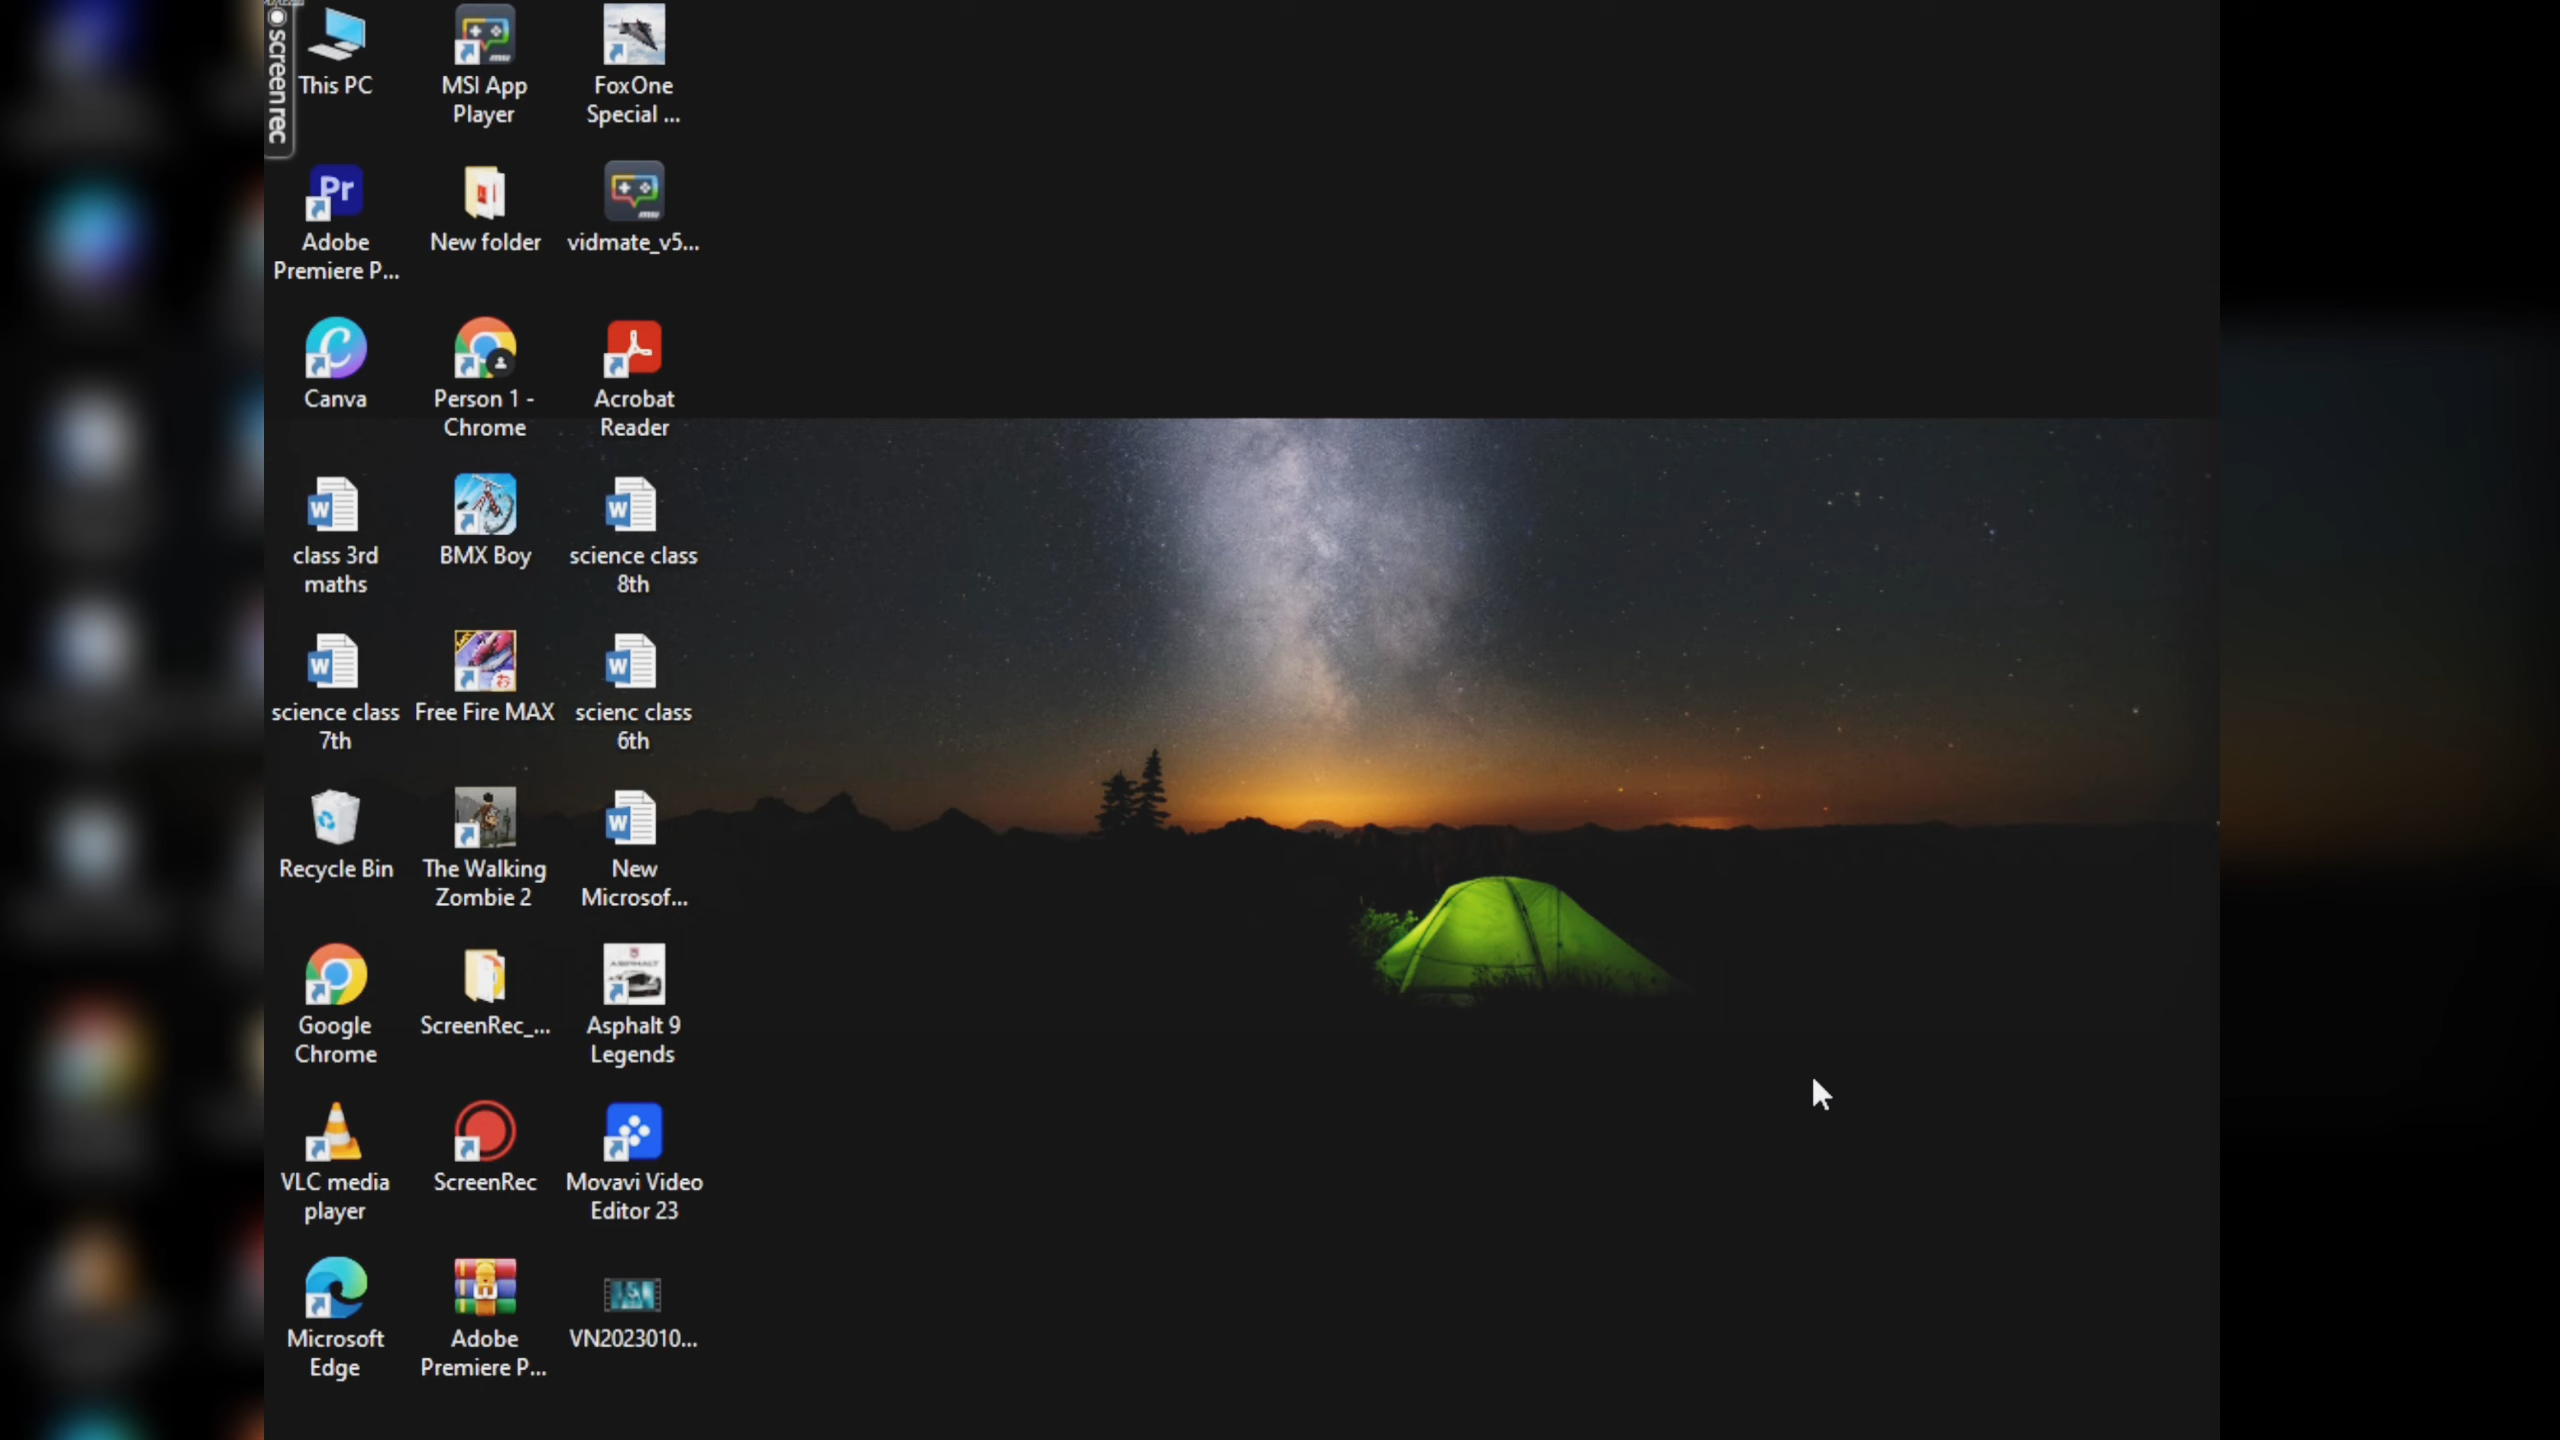 screenrec
This PC
MSI App
Player
FoxOne
Special ...
Pr
Adobe
Premiere P...
New folder
msi
vidmate_v5...
Canva
Person 1 -
Chrome
Acrobat
Reader
W
class 3rd
maths
BMX Boy
W
science class
8th
W
science class
7th
Free Fire MAX
W
scienc class
6th
Recycle Bin
The Walking
Zombie 2
W
New
Microsof...
Google
Chrome
ScreenRec_...
ASPHALT
Asphalt 9
Legends
VLC media
player
ScreenRec
Movavi Video
Editor 23
Microsoft
Edge
Adobe
Premiere P...
VN2023010...